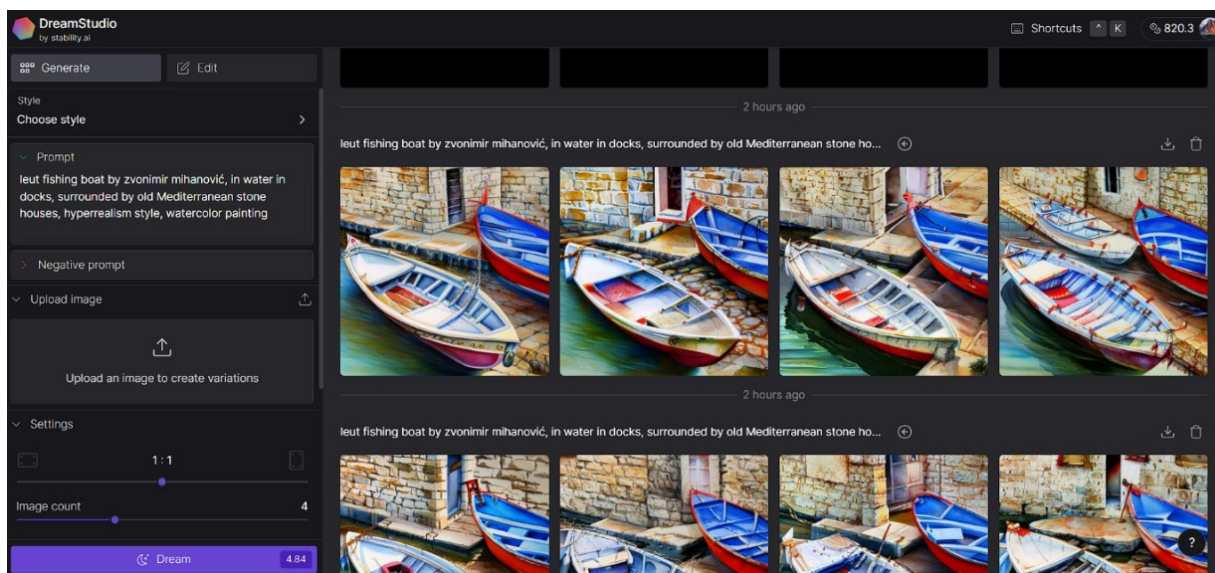 DreamStudio
by stability.ai
Shortcuts ^ K 820.3
Generate Edit
Style
Choose style
Prompt
leut fishing boat by zvonimir mihanović, in water in
docks, surrounded by old Mediterranean stone
houses, hyperrealism style, watercolor painting
Negative prompt
Upload image
Upload an image to create variations
Settings
1:1
Image count 4
Dream 4.84
2 hours ago
leut fishing boat by zvonimir mihanović, in water in docks, surrounded by old Mediterranean stone ho...
2 hours ago
leut fishing boat by zvonimir mihanović, in water in docks, surrounded by old Mediterranean stone ho...
?